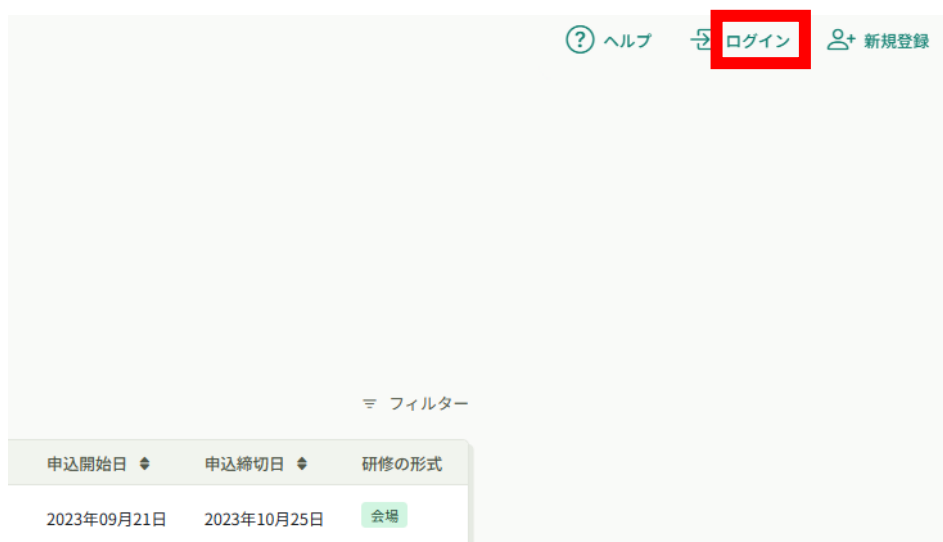 ? ヘルプ ログイン 新規登録
フィルター
申込開始日 申込締切日 研修の形式
2023年09月21日 2023年10月25日 会場